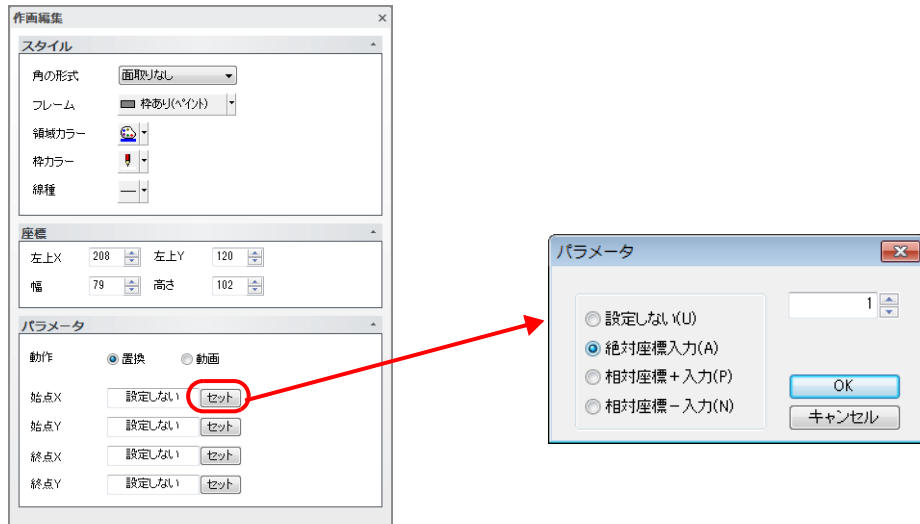 作画編集
スタイル
角の形式 面取りなし
フレーム 枠あり(ペイント)
領域カラー
枠カラー
線種
座標
左上X 208 左上Y 120
幅 79 高さ 102
パラメータ
動作 置換 動画
始点X 設定しない セット
始点Y 設定しない セット
終点X 設定しない セット
終点Y 設定しない セット
パラメータ
設定しない(U) 1
絶対座標入力(A)
相対座標+入力(P) OK
相対座標-入力(N) キャンセル